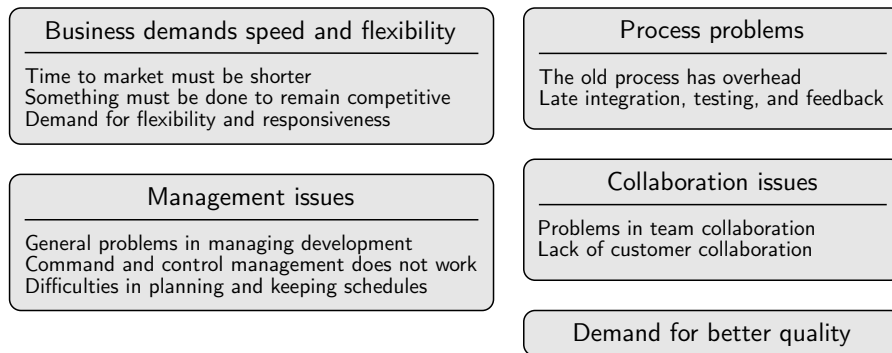 Business demands speed and flexibility
Time to market must be shorter
Something must be done to remain competitive
Demand for flexibility and responsiveness
Management issues
General problems in managing development
Command and control management does not work
Difficulties in planning and keeping schedules
Process problems
The old process has overhead
Late integration, testing, and feedback
Collaboration issues
Problems in team collaboration
Lack of customer collaboration
Demand for better quality